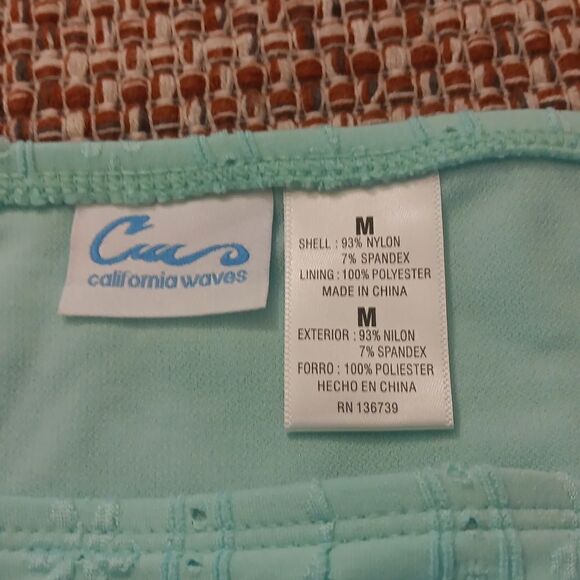 Cwws
california waves
M
SHELL : 93% NYLON
7% SPANDEX
LINING : 100% POLYESTER
MADE IN CHINA
M
EXTERIOR : 93% NILON
7% SPANDEX
FORRO : 100% POLIESTER
HECHO EN CHINA
RN 136739